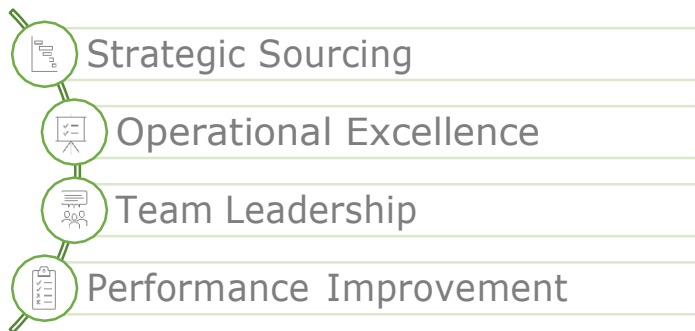 Strategic Sourcing
Operational Excellence
Team Leadership
Performance Improvement